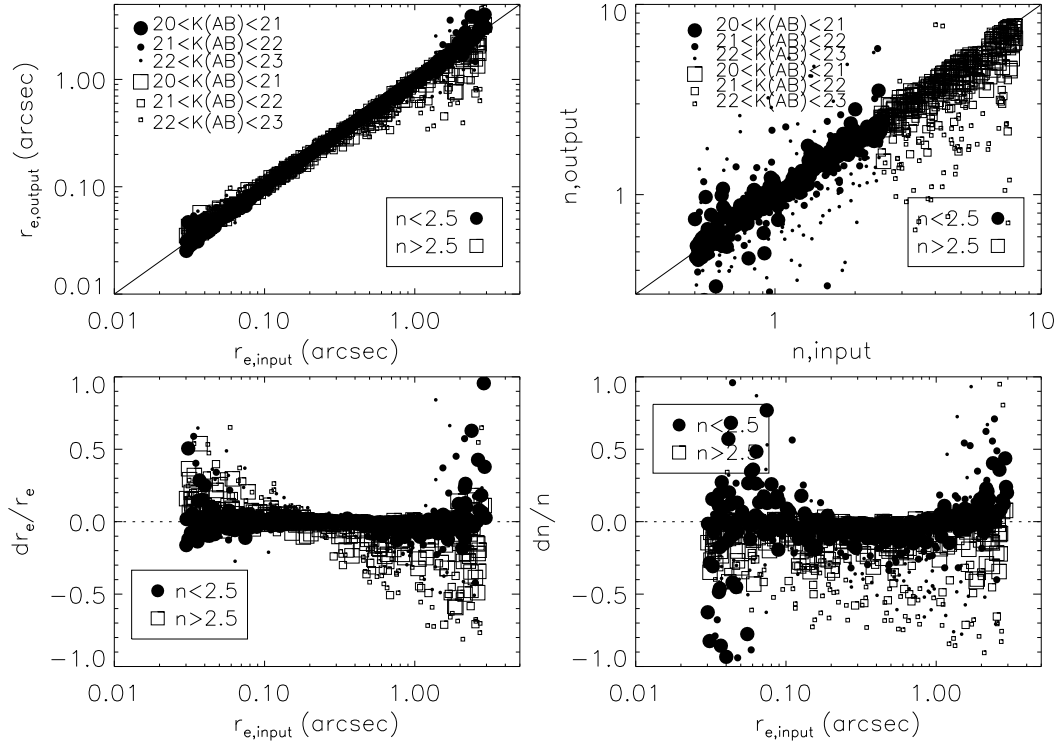 20<K(AB)<21
21<K(AB)<22
22<K(AB)<23
20<K(AB)<21
21<K(AB)<22
22<K(AB)<23
n<2.5
n>2.5
1.00
0.10
0.01
r_{e,output} (arcsec)
0.01
0.10
1.00
r_{e,input} (arcsec)
20<K(AB)<21
21<K(AB)<22
22<K(AB)<23
20<K(AB)<21
21<K(AB)<22
22<K(AB)<23
n<2.5
n>2.5
10
1
n,output
1
10
n,input
1.0
0.5
0.0
−0.5
−1.0
dr_e/r_e
n<2.5
n>2.5
0.01
0.10
1.00
r_{e,input} (arcsec)
1.0
0.5
0.0
−0.5
−1.0
dn/n
n<2.5
n>2.5
0.01
0.10
1.00
r_{e,input} (arcsec)